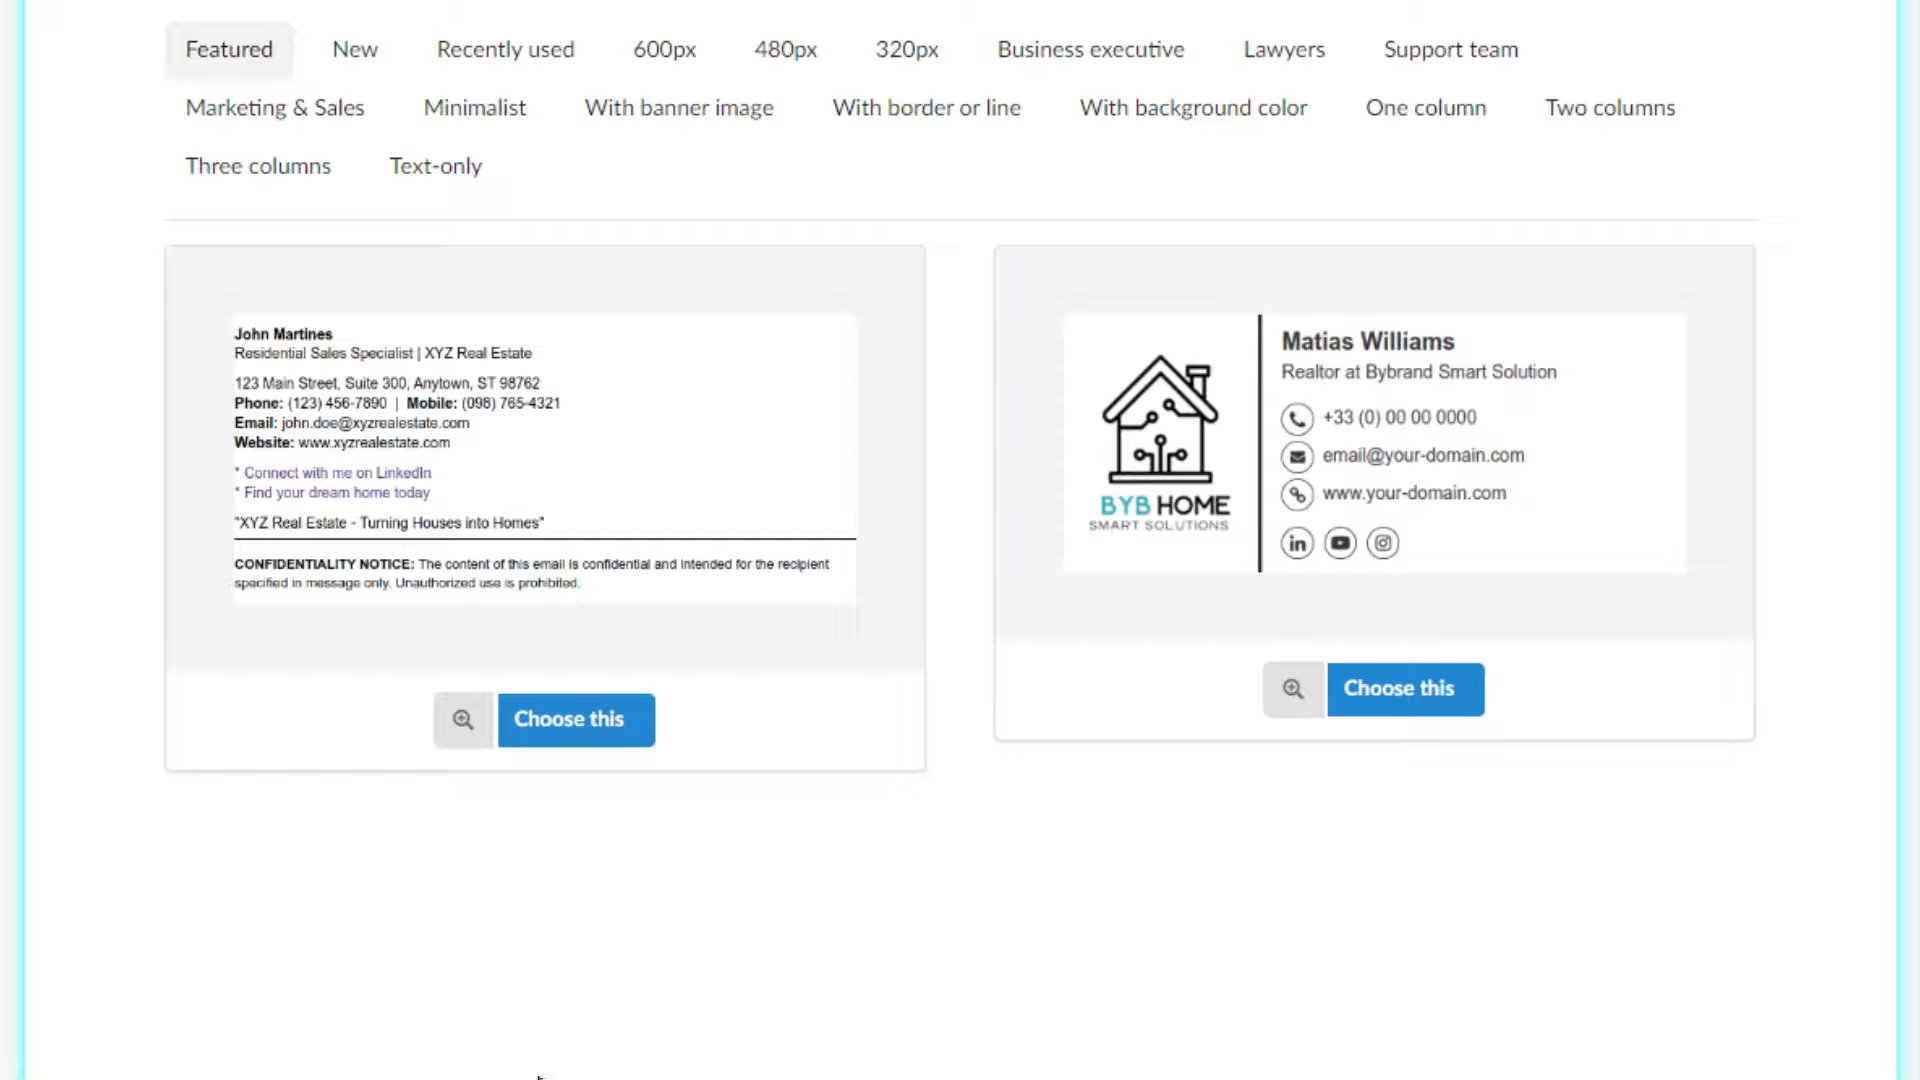 Featured New Recently used 600px 480px 320px Business executive Lawyers Support team
Marketing & Sales Minimalist With banner image With border or line With background color One column Two columns
Three columns Text-only
John Martines
Residential Sales Specialist | XYZ Real Estate
123 Main Street, Suite 300, Anytown, ST 98762
Phone: (123) 456-7890 | Mobile: (098) 765-4321
Email: john.doe@xyzrealestate.com
Website: www.xyzrealestate.com
* Connect with me on LinkedIn
* Find your dream home today
"XYZ Real Estate - Turning Houses into Homes"
CONFIDENTIALITY NOTICE: The content of this email is confidential and intended for the recipient
specified in message only. Unauthorized use is prohibited.
Choose this
BYB HOME
SMART SOLUTIONS
Matias Williams
Realtor at Bybrand Smart Solution
+33 (0) 00 00 0000
email@your-domain.com
www.your-domain.com
in
Choose this